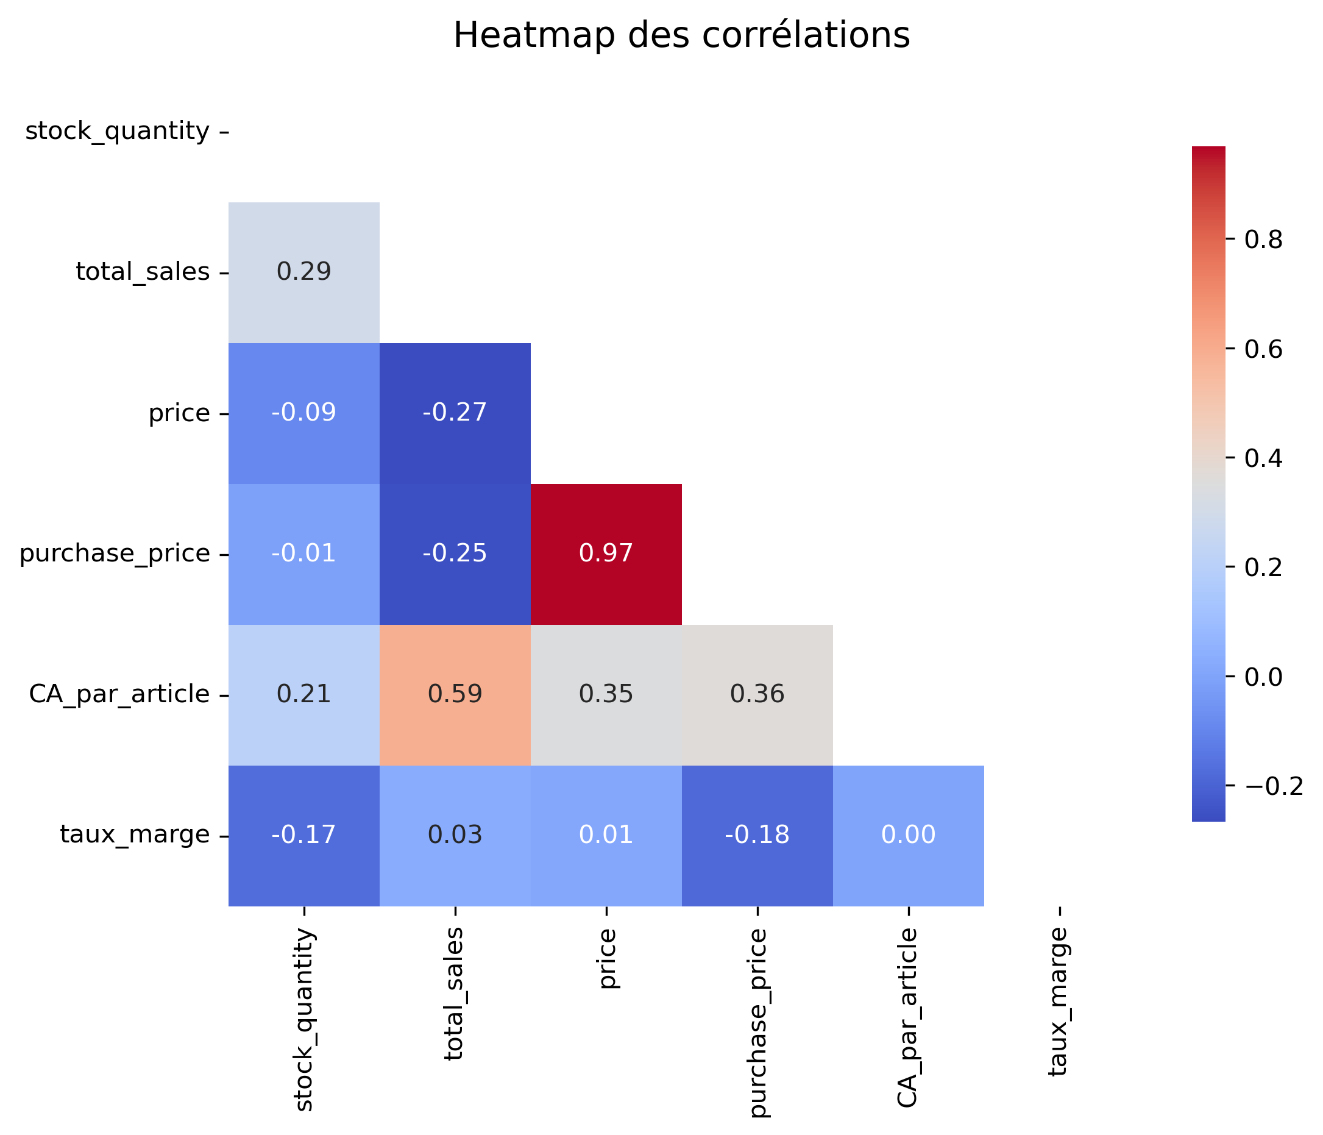 Heatmap des corrélations
stock_quantity
total_sales 0.29
price -0.09 -0.27
purchase_price -0.01 -0.25 0.97
CA_par_article 0.21 0.59 0.35 0.36
taux_marge -0.17 0.03 0.01 -0.18 0.00
stock_quantity
total_sales
price
purchase_price
CA_par_article
taux_marge
0.8
0.6
0.4
0.2
0.0
−0.2